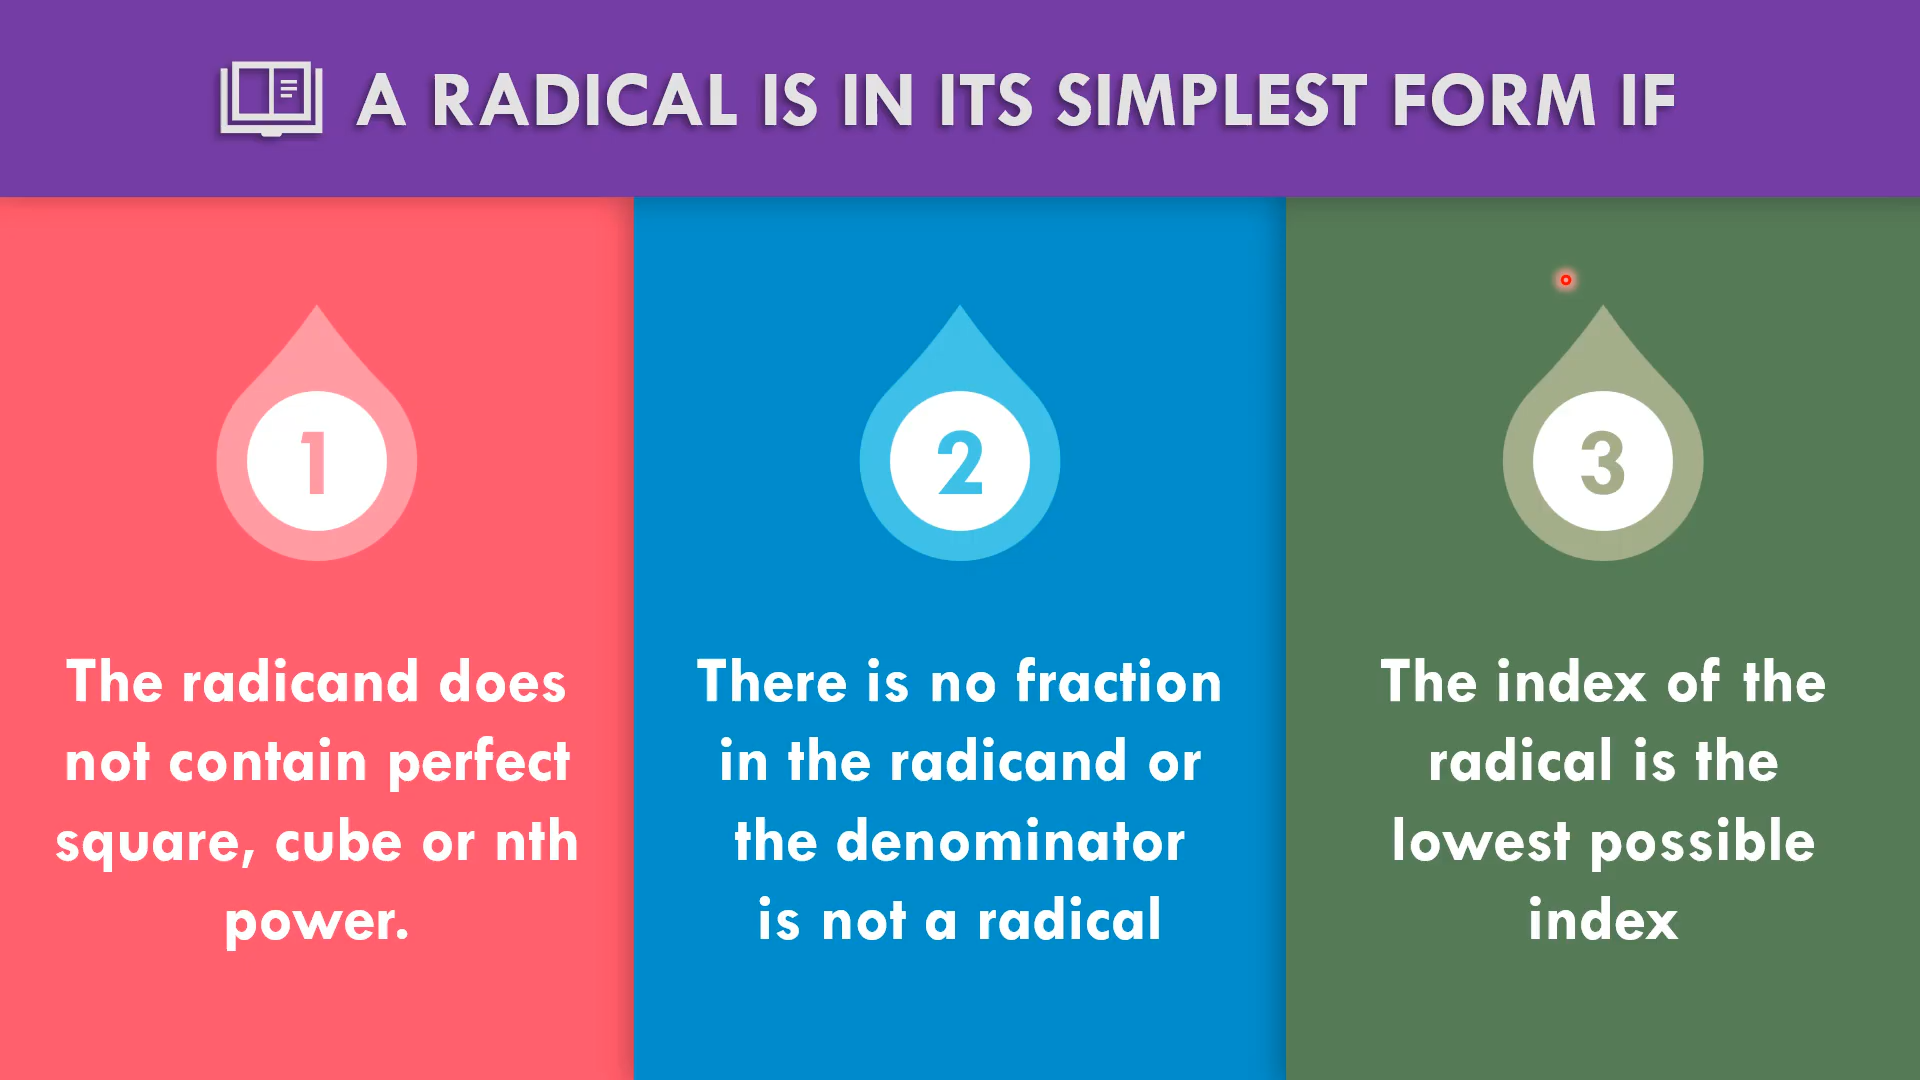 A RADICAL IS IN ITS SIMPLEST FORM IF
1
The radicand does
not contain perfect
square, cube or nth
power.
2
There is no fraction
in the radicand or
the denominator
is not a radical
3
The index of the
radical is the
lowest possible
index